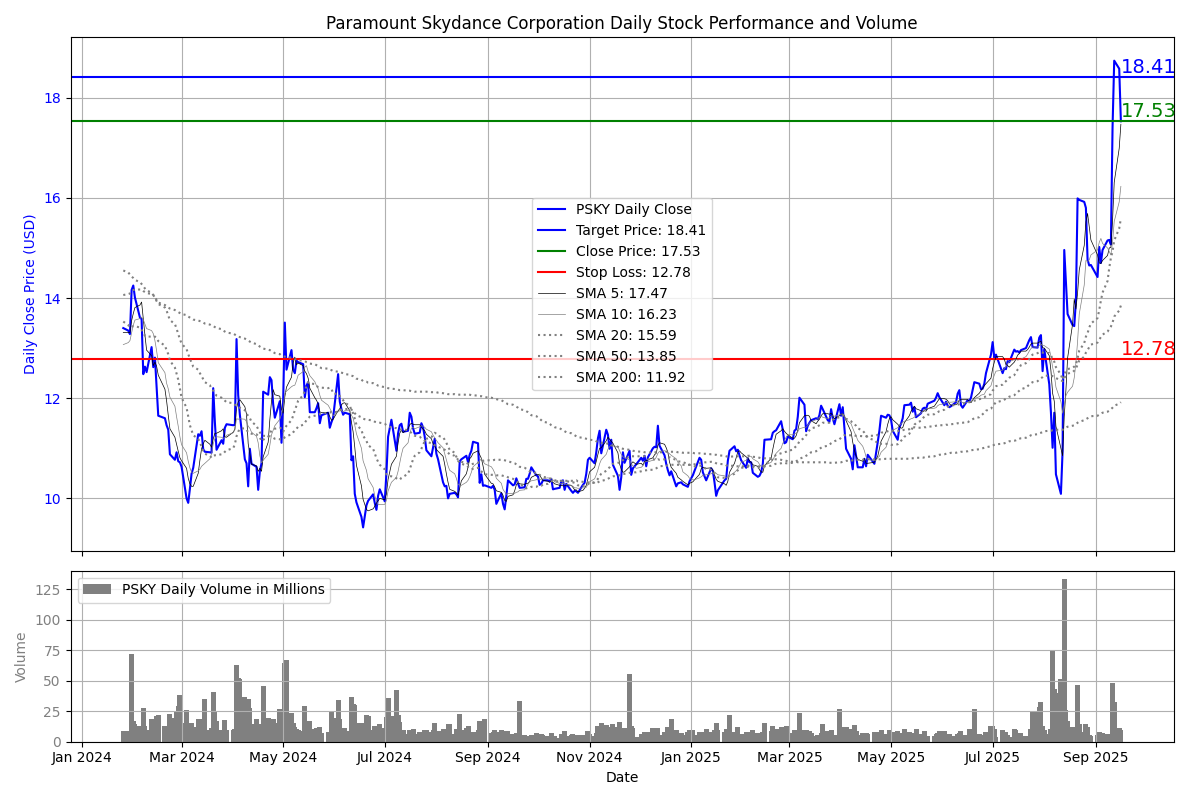 Paramount Skydance Corporation Daily Stock Performance and Volume
18.41
18
17.53
16
PSKY Daily Close
Target Price: 18.41
Close Price: 17.53
Stop Loss: 12.78
SMA 5: 17.47
SMA 10: 16.23
SMA 20: 15.59
SMA 50: 13.85
SMA 200: 11.92
Daily Close Price (USD)
14
12.78
12
10
PSKY Daily Volume in Millions
125
100
75
50
25
0
Volume
Jan 2024 Mar 2024 May 2024 Jul 2024 Sep 2024 Nov 2024 Jan 2025 Mar 2025 May 2025 Jul 2025 Sep 2025
Date